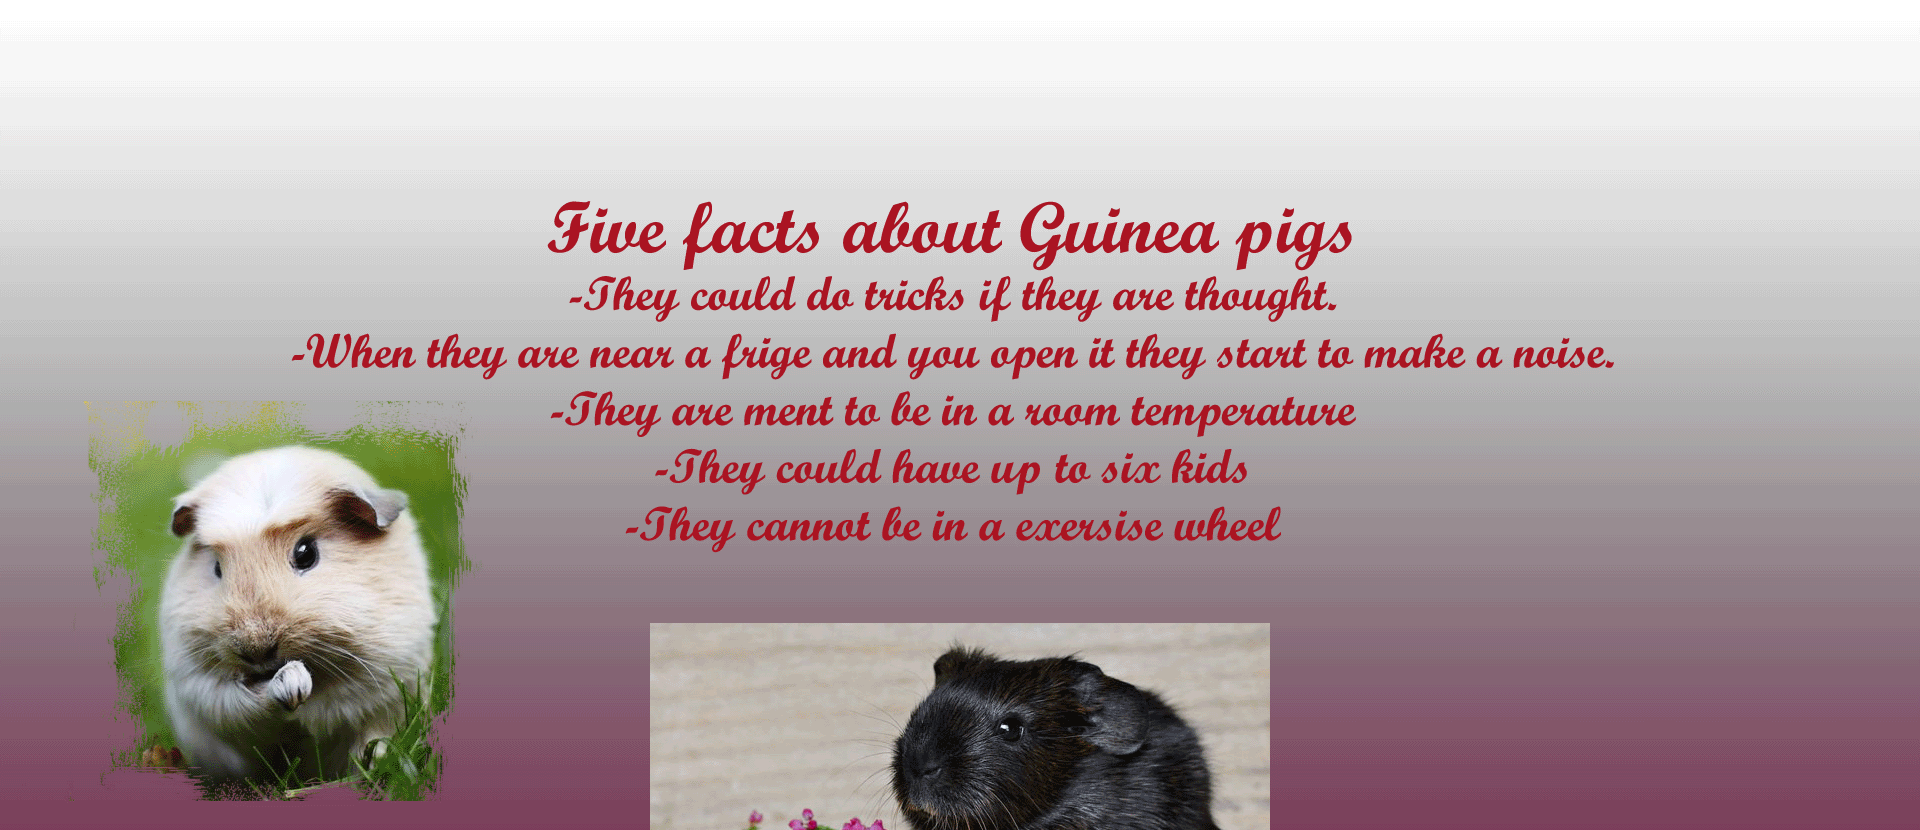 Five facts about Guinea pigs
-They could do tricks if they are thought.
-When they are near a frige and you open it they start to make a noise.
-They are ment to be in a room temperature
-They could have up to six kids
-They cannot be in a exersise wheel